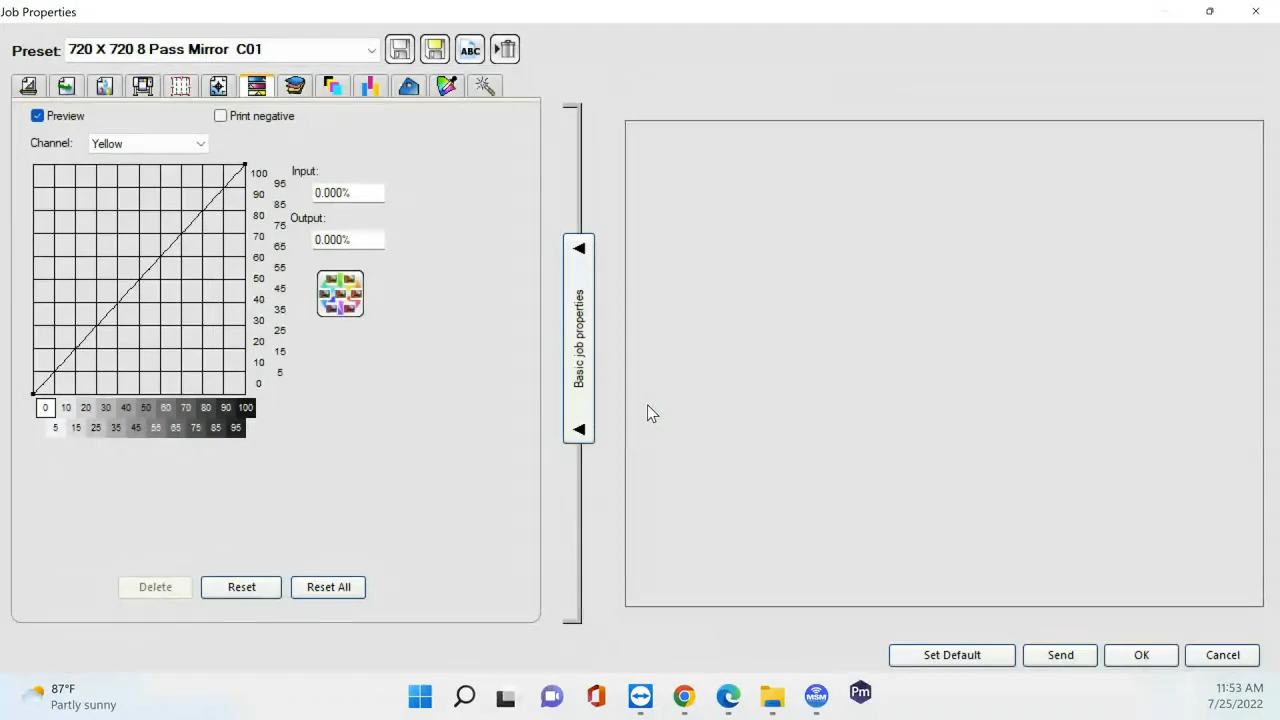 Job Properties
Preset: 720 X 720 8 Pass Mirror C01
ABC
Preview
Print negative
Channel: Yellow
Input:
0.000%
Output:
0.000%
100
95
90
85
80
75
70
65
60
55
50
45
40
35
30
25
20
15
10
5
0
0 10 20 30 40 50 60 70 80 90 100
5 15 25 35 45 55 65 75 85 95
Basic job properties
Delete
Reset
Reset All
Set Default
Send
OK
Cancel
87°F
Partly sunny
MSM
Pm
11:53 AM
7/25/2022